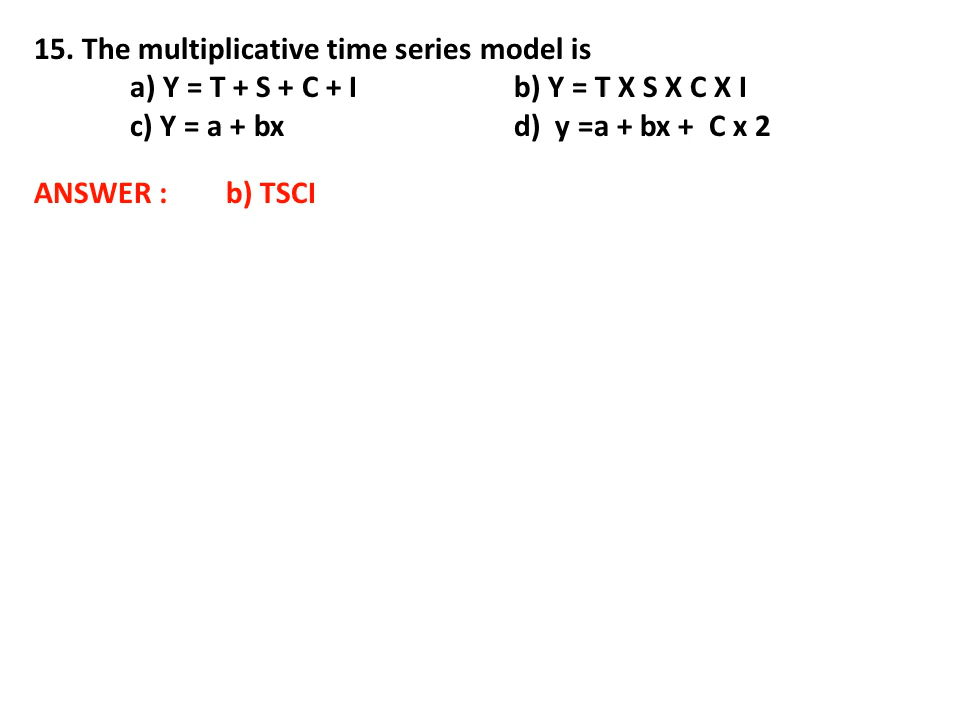 15. The multiplicative time series model is
a) Y = T + S + C + I b) Y = T X S X C X I
c) Y = a + bx d) y =a + bx + C x 2
ANSWER : b) TSCI